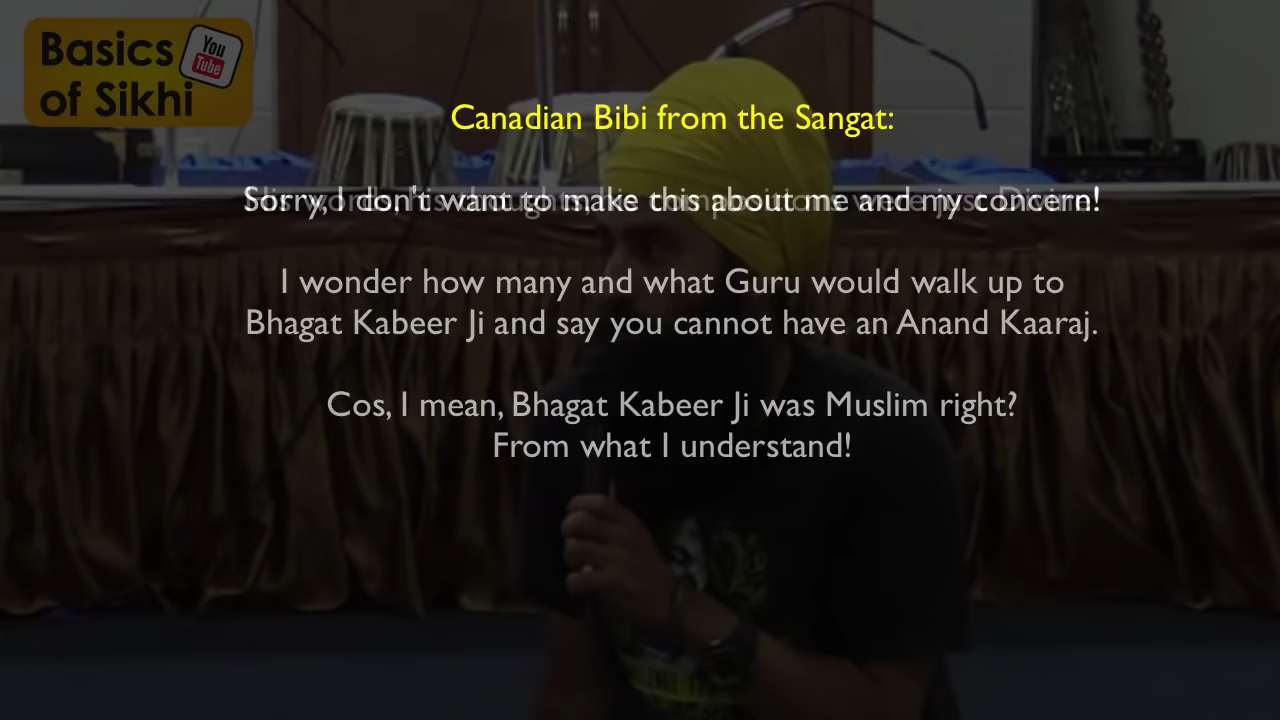 Basics
of Sikhi
You
Tube
Canadian Bibi from the Sangat:
Sorry, I don't want to make this about me and my concern!
I wonder how many and what Guru would walk up to
Bhagat Kabeer Ji and say you cannot have an Anand Kaaraj.
Cos, I mean, Bhagat Kabeer Ji was Muslim right?
From what I understand!